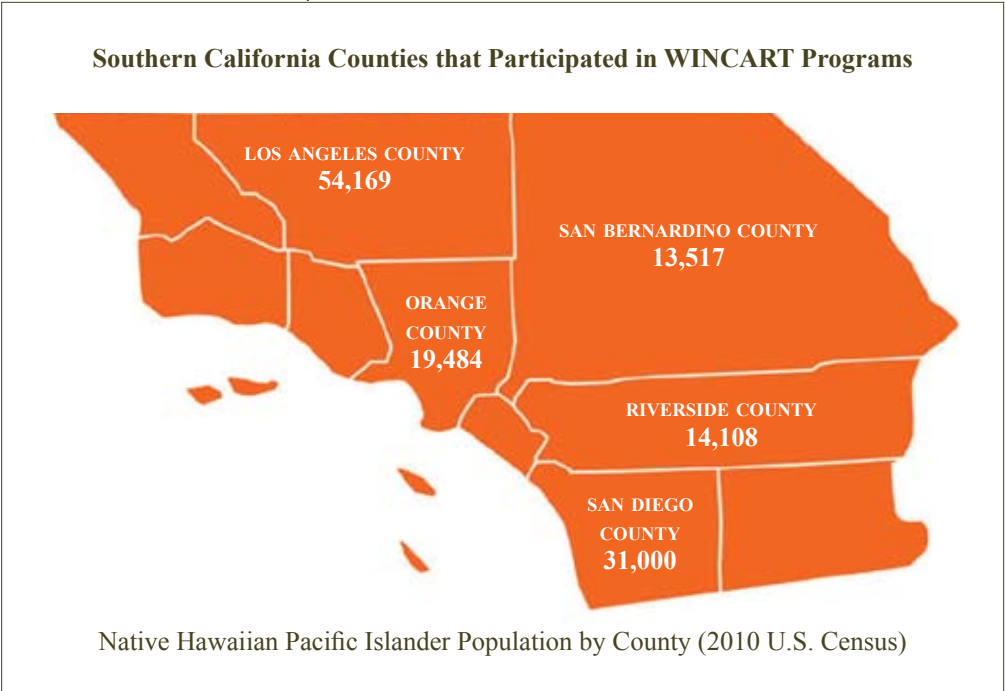 Southern California Counties that Participated in WINCART Programs
LOS ANGELES COUNTY
54,169
SAN BERNARDINO COUNTY
13,517
ORANGE
COUNTY
19,484
RIVERSIDE COUNTY
14,108
SAN DIEGO
COUNTY
31,000
Native Hawaiian Pacific Islander Population by County (2010 U.S. Census)